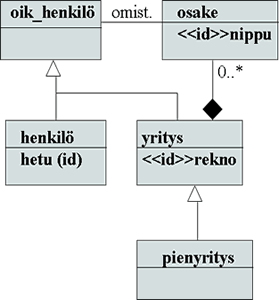 oik_henkilö omist. osake
<<id>>nippu
0..*
henkilö yritys
hetu (id) <<id>>rekno
pienyritys